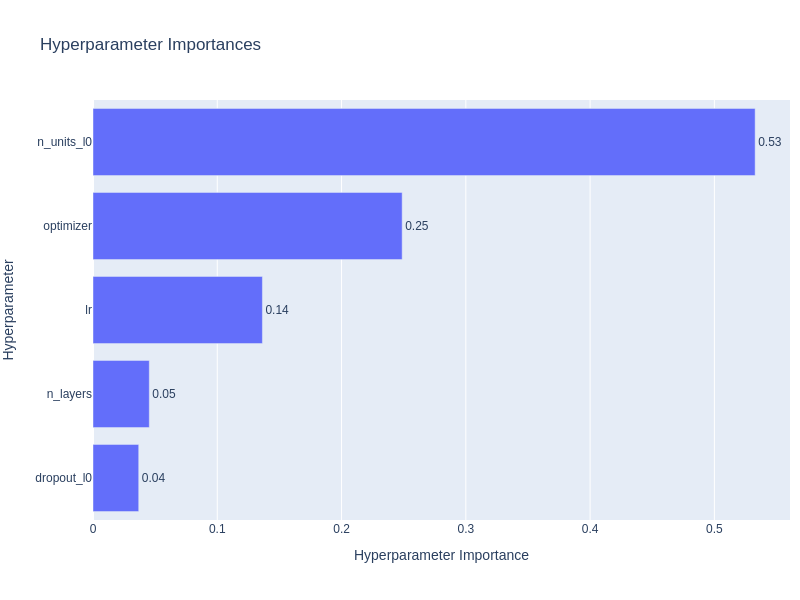 Hyperparameter Importances
Hyperparameter
n_units_l0
0.53
optimizer
0.25
lr
0.14
n_layers
0.05
dropout_l0
0.04
0
0.1
0.2
0.3
0.4
0.5
Hyperparameter Importance